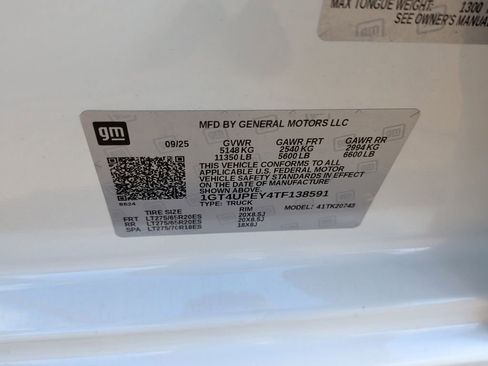 MAX TONGUE WEIGHT: 1300
SEE OWNER'S MANUAL
gm
MFD BY GENERAL MOTORS LLC
09/25 GVWR GAWR FRT GAWR RR
5148 KG 2540 KG 2994 KG
11350 LB 5600 LB 6600 LB
THIS VEHICLE CONFORMS TO ALL
APPLICABLE U.S. FEDERAL MOTOR
VEHICLE SAFETY STANDARDS IN
EFFECT ON THE DATE OF MANUFACTURE
SHOWN ABOVE.
1GT4UPEY4TF138591
TYPE: TRUCK MODEL: 41TK20743
8624
TIRE SIZE RIM
FRT LT275/65R20ES 20X8.5J
RR LT275/65R20ES 20X8.5J
SPA LT275/70R18ES 18X8J